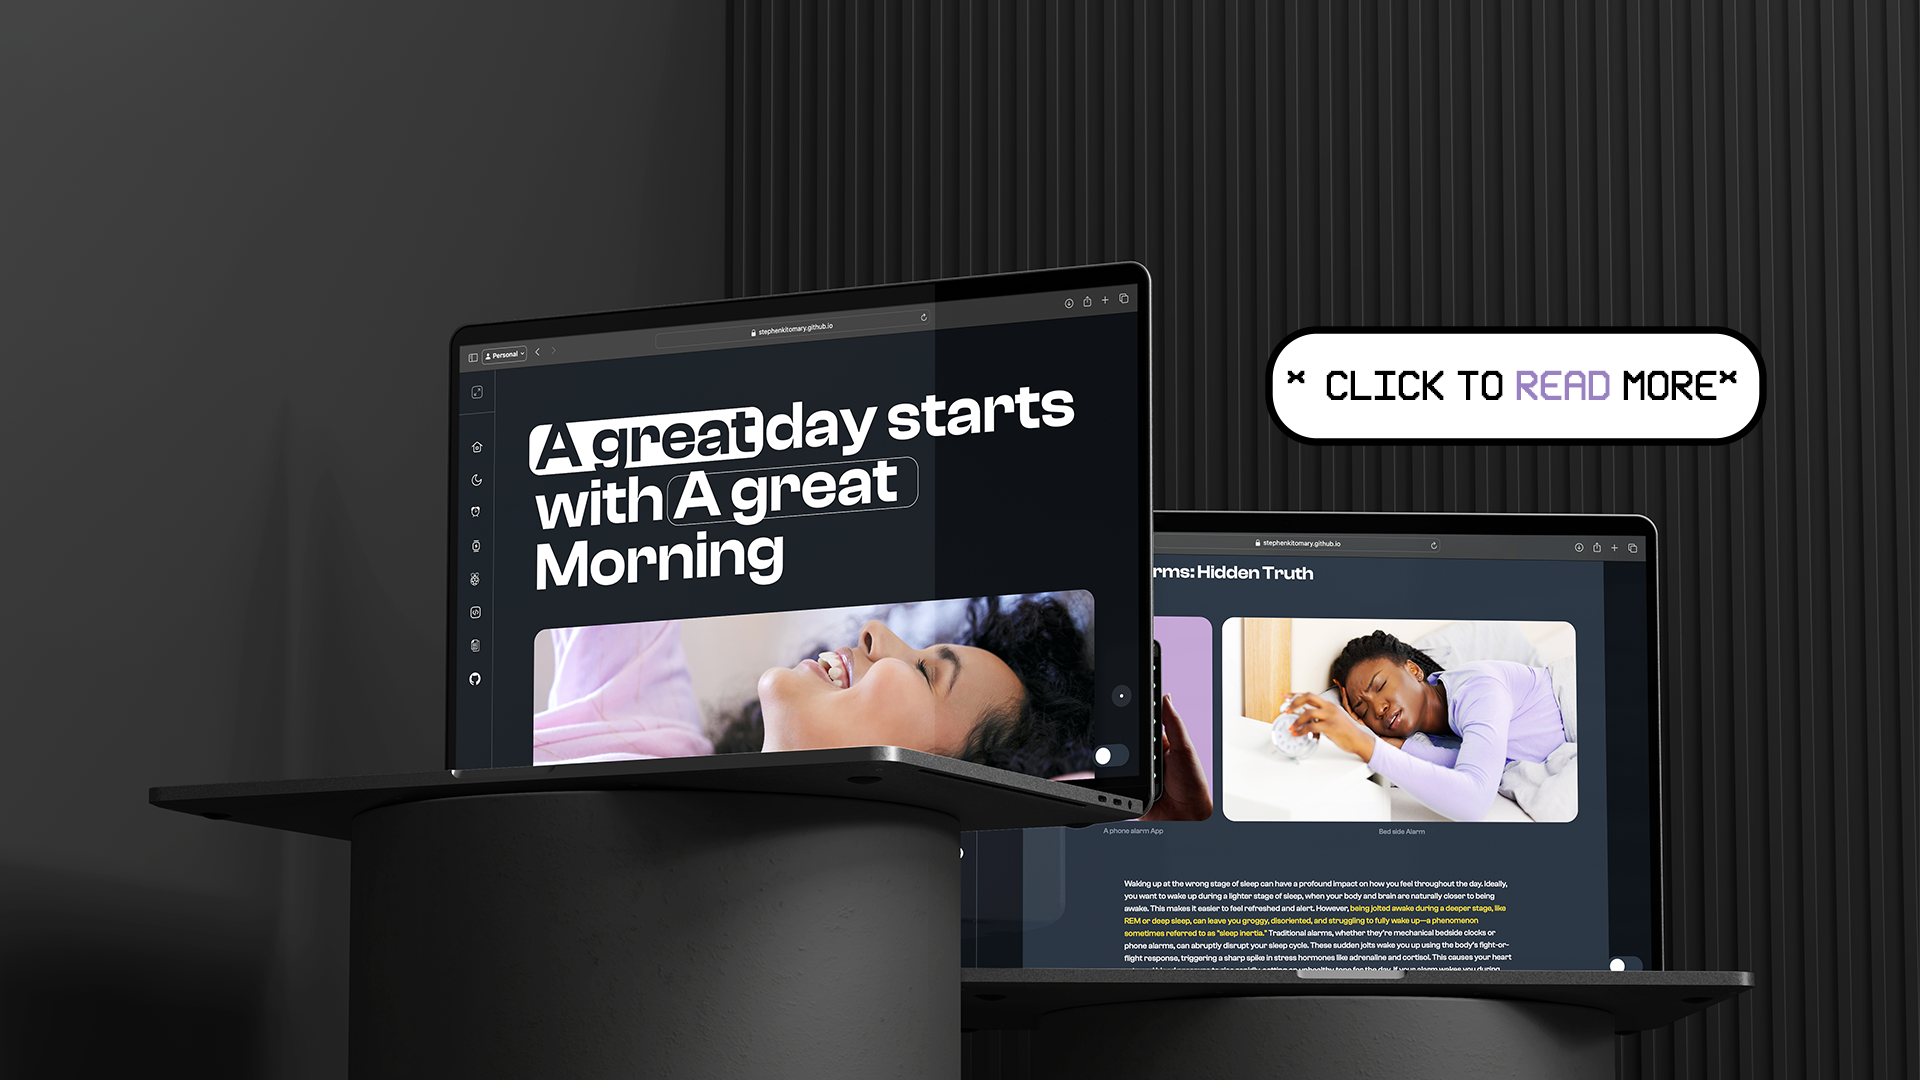 Personal
stephenkitomary.github.io
A great day starts
with A great
Morning
* CLICK TO READ MORE*
stephenkitomary.github.io
rms: Hidden Truth
A phone alarm App
Bed side Alarm
Waking up at the wrong stage of sleep can have a profound impact on how you feel throughout the day. Ideally,
you want to wake up during a lighter stage of sleep, when your body and brain are naturally closer to being
awake. This makes it easier to feel refreshed and alert. However, being jolted awake during a deeper stage, like
REM or deep sleep, can leave you groggy, disoriented, and struggling to fully wake up—a phenomenon
sometimes referred to as "sleep inertia." Traditional alarms, whether they're mechanical bedside clocks or
phone alarms, can abruptly disrupt your sleep cycle. These sudden jolts wake you up using the body's fight-or-
flight response, triggering a sharp spike in stress hormones like adrenaline and cortisol. This causes your heart